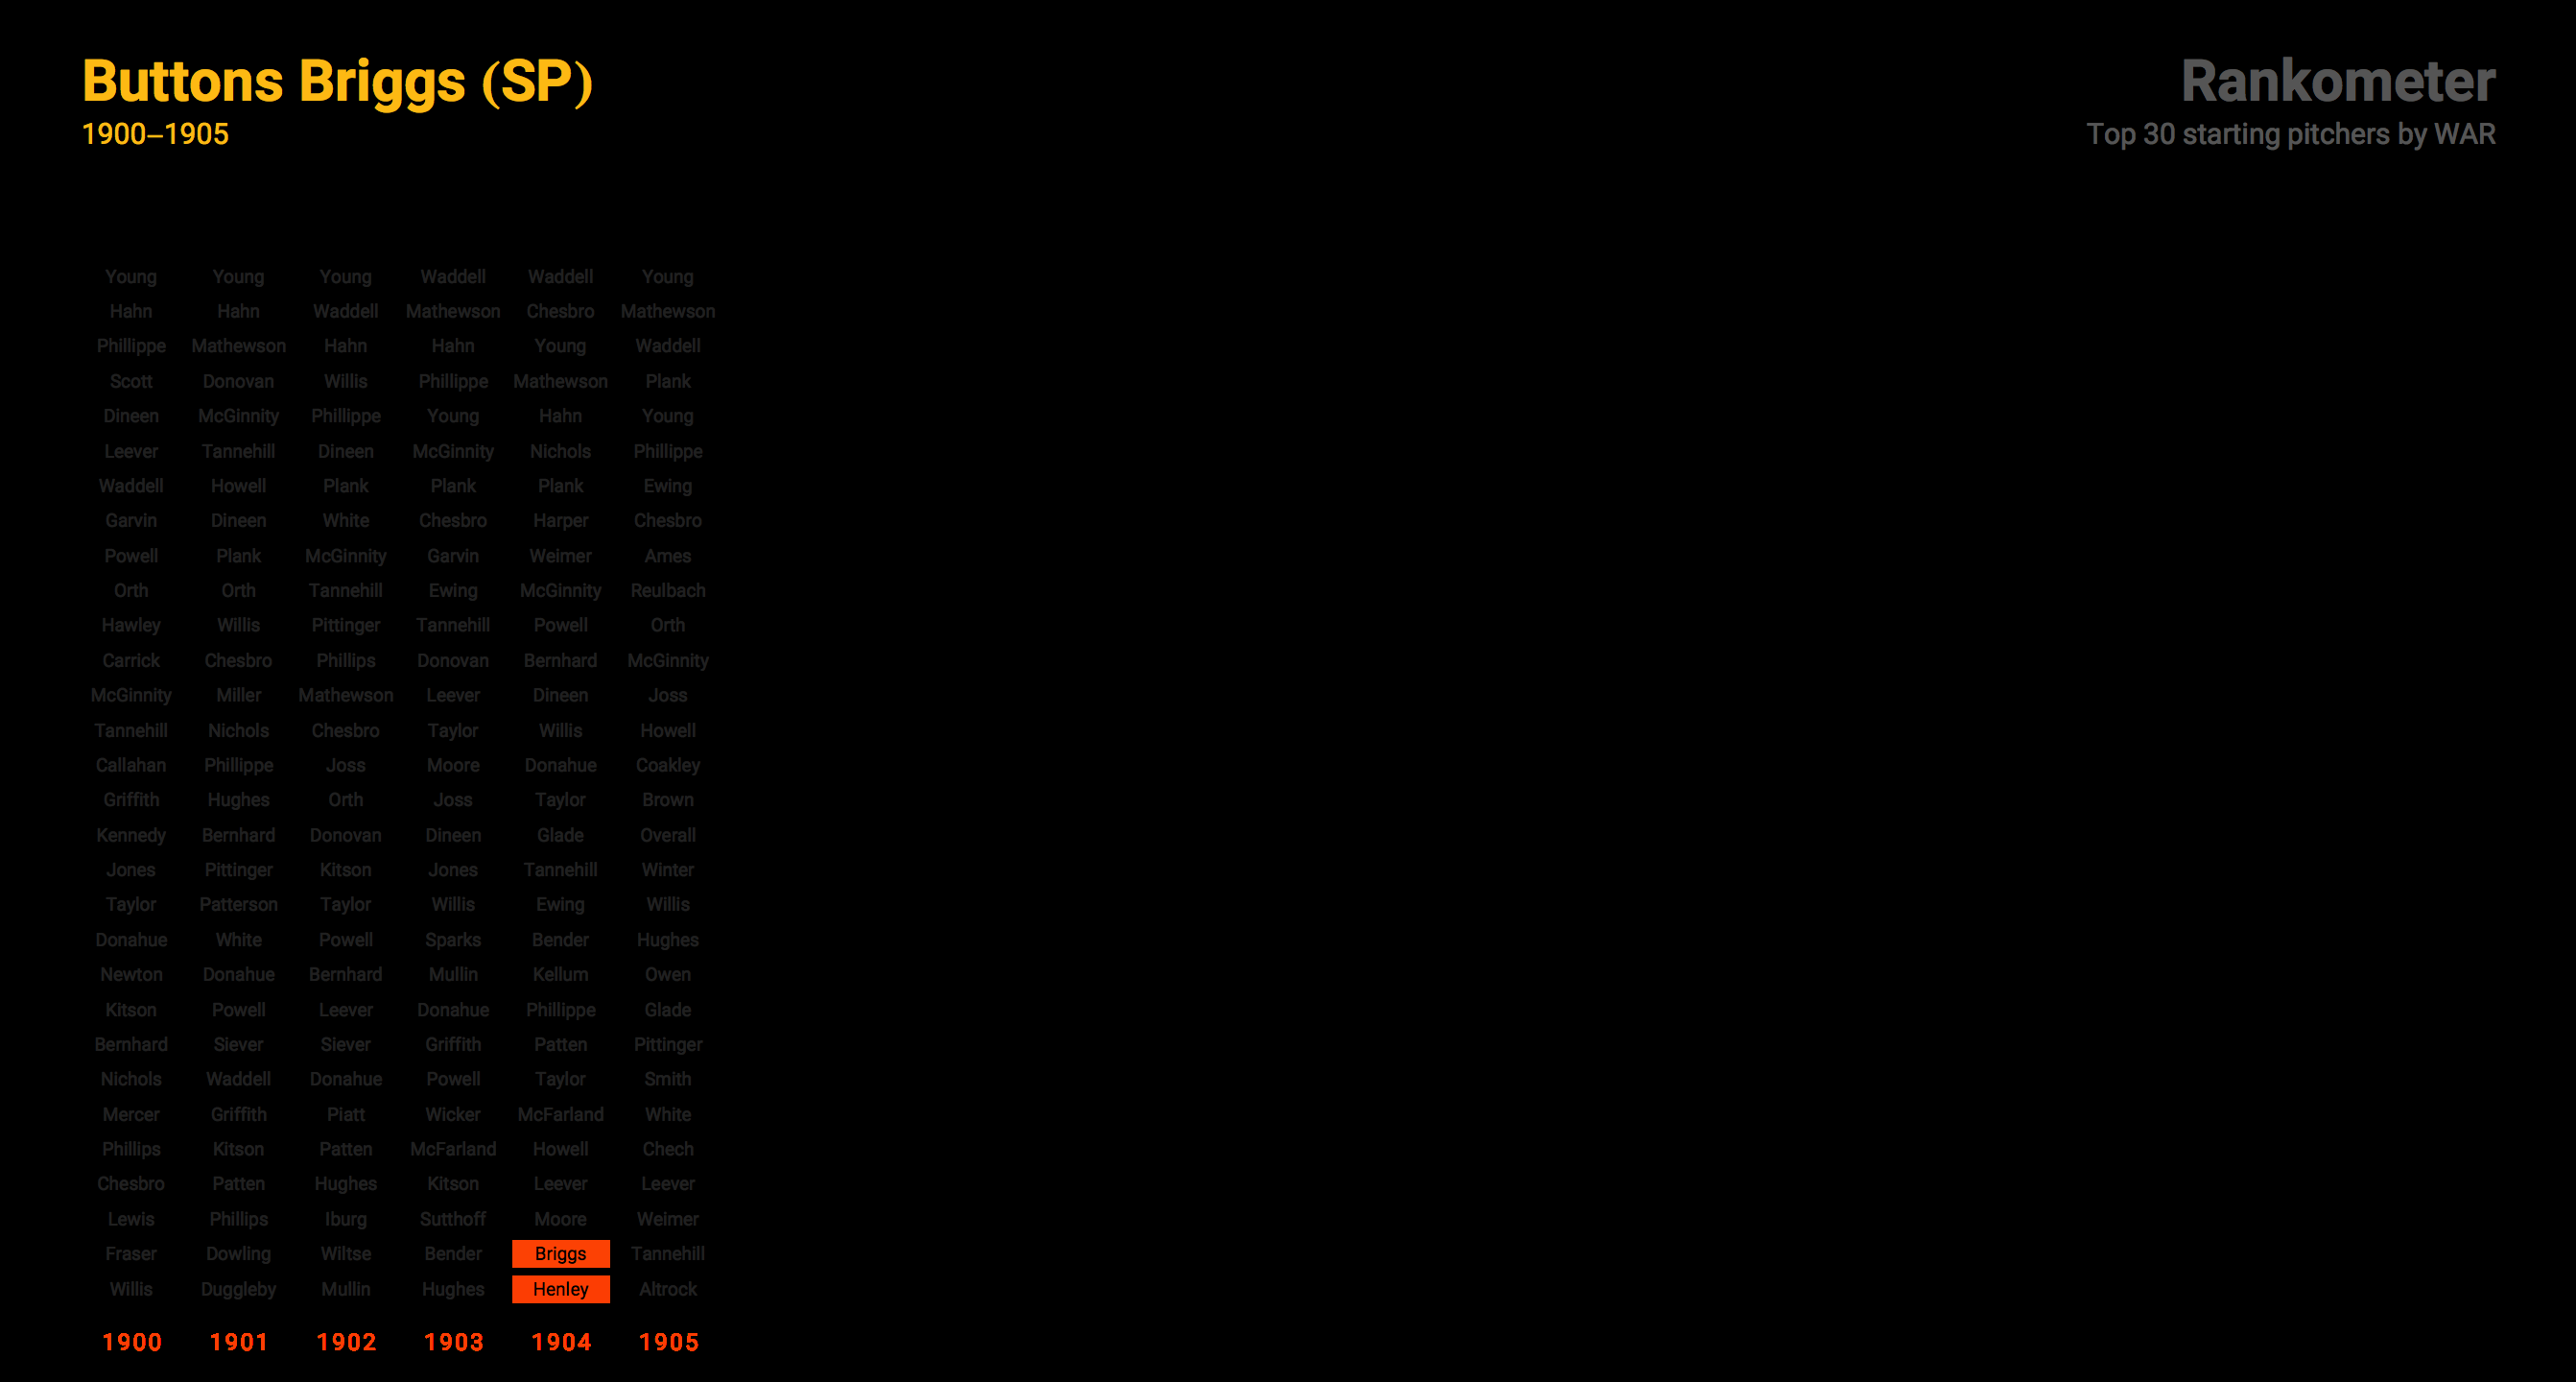 Buttons Briggs (SP)
1900–1905
Rankometer
Top 30 starting pitchers by WAR
Young Young Young Waddell Waddell Young
Hahn Hahn Waddell Mathewson Chesbro Mathewson
Phillippe Mathewson Hahn Hahn Young Waddell
Scott Donovan Willis Phillippe Mathewson Plank
Dineen McGinnity Phillippe Young Hahn Young
Leever Tannehill Dineen McGinnity Nichols Phillippe
Waddell Howell Plank Plank Plank Ewing
Garvin Dineen White Chesbro Harper Chesbro
Powell Plank McGinnity Garvin Weimer Ames
Orth Orth Tannehill Ewing McGinnity Reulbach
Hawley Willis Pittinger Tannehill Powell Orth
Carrick Chesbro Phillips Donovan Bernhard McGinnity
McGinnity Miller Mathewson Leever Dineen Joss
Tannehill Nichols Chesbro Taylor Willis Howell
Callahan Phillippe Joss Moore Donahue Coakley
Griffith Hughes Orth Joss Taylor Brown
Kennedy Bernhard Donovan Dineen Glade Overall
Jones Pittinger Kitson Jones Tannehill Winter
Taylor Patterson Taylor Willis Ewing Willis
Donahue White Powell Sparks Bender Hughes
Newton Donahue Bernhard Mullin Kellum Owen
Kitson Powell Leever Donahue Phillippe Glade
Bernhard Siever Siever Griffith Patten Pittinger
Nichols Waddell Donahue Powell Taylor Smith
Mercer Griffith Piatt Wicker McFarland White
Phillips Kitson Patten McFarland Howell Chech
Chesbro Patten Hughes Kitson Leever Leever
Lewis Phillips Iburg Sutthoff Moore Weimer
Fraser Dowling Wiltse Bender Briggs Tannehill
Willis Duggleby Mullin Hughes Henley Altrock
1900 1901 1902 1903 1904 1905